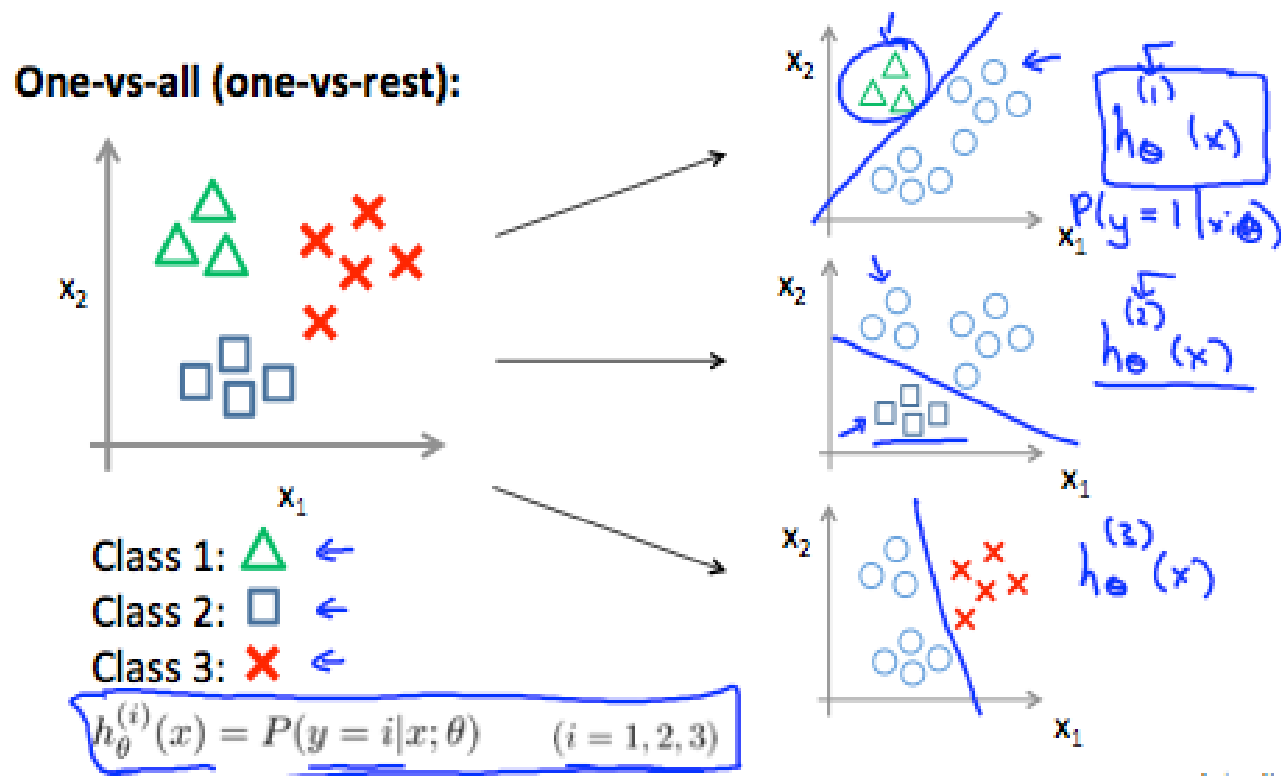 One-vs-all (one-vs-rest):
x₂
x₁
Class 1:
Class 2:
Class 3:
h_θ^{(i)}(x) = P(y = i|x; θ) (i = 1, 2, 3)
x₂
x₁
h_θ^{(1)}(x)
P(y = 1|x;θ)
x₂
x₁
h_θ^{(2)}(x)
x₂
x₁
h_θ^{(3)}(x)